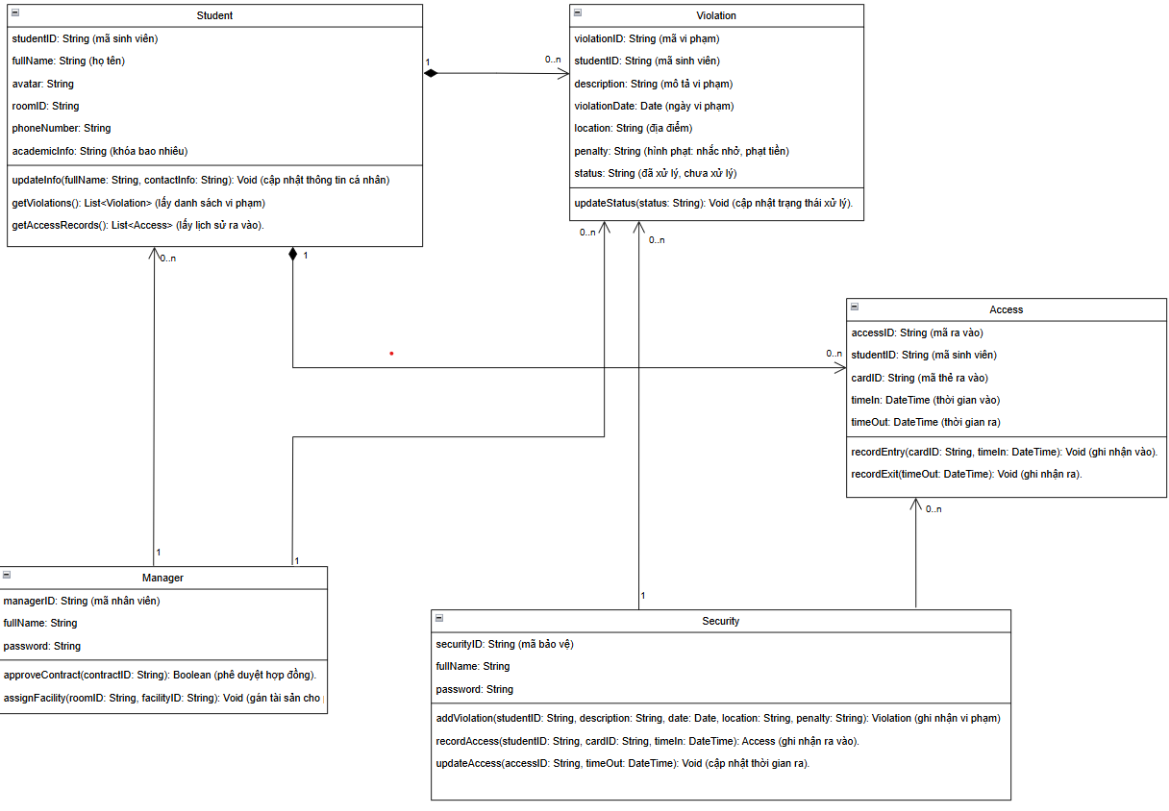 Student
studentID: String (mã sinh viên)
fullName: String (họ tên)
avatar: String
roomID: String
phoneNumber: String
academicInfo: String (khóa bao nhiêu)
updateInfo(fullName: String, contactInfo: String): Void (cập nhật thông tin cá nhân)
getViolations(): List<Violation> (lấy danh sách vi phạm)
getAccessRecords(): List<Access> (lấy lịch sử ra vào).
1
0..n
Violation
violationID: String (mã vi phạm)
studentID: String (mã sinh viên)
description: String (mô tả vi phạm)
violationDate: Date (ngày vi phạm)
location: String (địa điểm)
penalty: String (hình phạt: nhắc nhở, phạt tiền)
status: String (đã xử lý, chưa xử lý)
updateStatus(status: String): Void (cập nhật trạng thái xử lý).
0..n
0..n
0..n
1
0..n
Access
accessID: String (mã ra vào)
studentID: String (mã sinh viên)
cardID: String (mã thẻ ra vào)
timeIn: DateTime (thời gian vào)
timeOut: DateTime (thời gian ra)
recordEntry(cardID: String, timeIn: DateTime): Void (ghi nhận vào).
recordExit(timeOut: DateTime): Void (ghi nhận ra).
0..n
1
1
Manager
managerID: String (mã nhân viên)
fullName: String
password: String
approveContract(contractID: String): Boolean (phê duyệt hợp đồng).
assignFacility(roomID: String, facilityID: String): Void (gán tài sản cho
1
Security
securityID: String (mã bảo vệ)
fullName: String
password: String
addViolation(studentID: String, description: String, date: Date, location: String, penalty: String): Violation (ghi nhận vi phạm)
recordAccess(studentID: String, cardID: String, timeIn: DateTime): Access (ghi nhận ra vào).
updateAccess(accessID: String, timeOut: DateTime): Void (cập nhật thời gian ra).